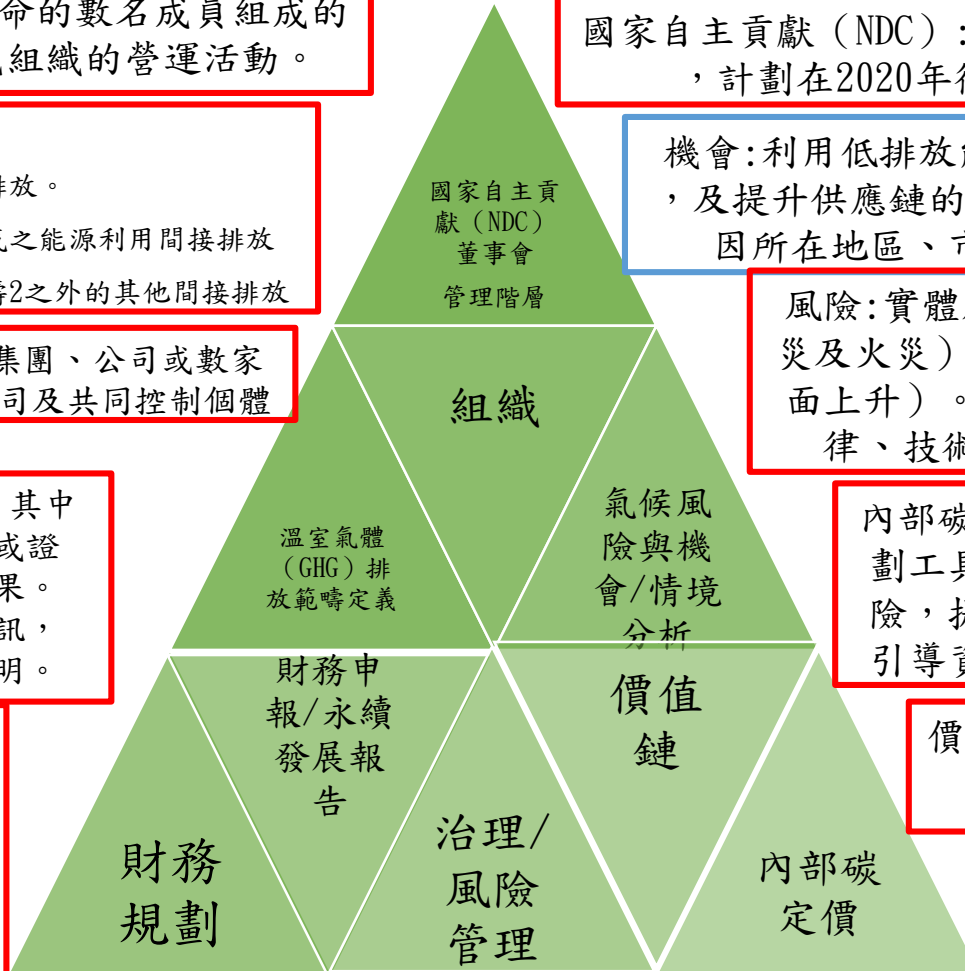 命的數名成員組成的
組織的營運活動。
排放。
之能源利用間接排放
2之外的其他間接排放
集團、公司或數家
司及共同控制個體
其中
或證
果。
訊，
明。
國家自主貢
獻（NDC）
董事會
管理階層
組織
溫室氣體
（GHG）排
放範疇定義
氣候風
險與機
會/情境
分析
財務申
報/永續
發展報
告
價值
鏈
財務
規劃
治理/
風險
管理
內部碳
定價
國家自主貢獻（NDC）:
，計劃在2020年
機會:利用低排放
，及提升供應鏈的
因所在地區、市
風險:實體
災及火災）
面上升）。
律、技術
內部碳
劃工具
險，
引導資
價